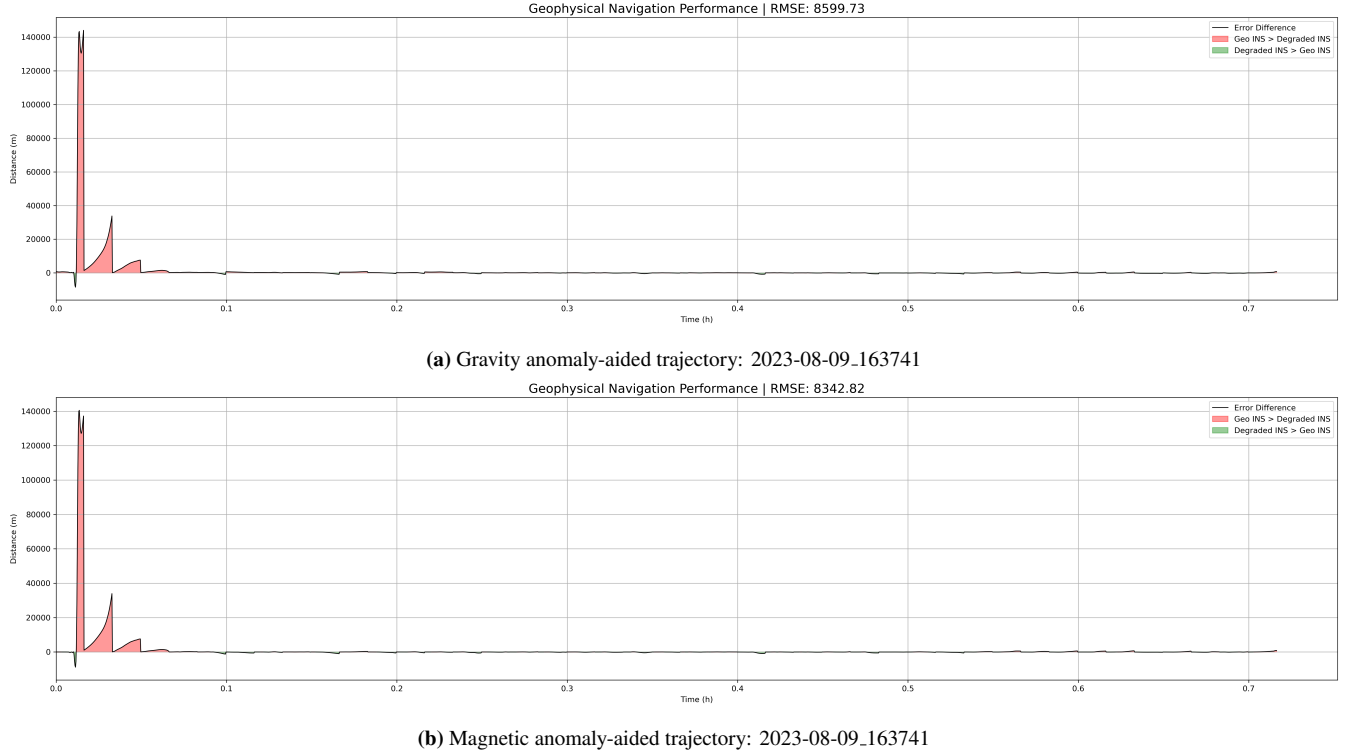 Geophysical Navigation Performance | RMSE: 8599.73
Error Difference
Geo INS > Degraded INS
Degraded INS > Geo INS
140000
120000
100000
80000
60000
40000
20000
0
Distance (m)
0.0 0.1 0.2 0.3 0.4 0.5 0.6 0.7
Time (h)
(a) Gravity anomaly-aided trajectory: 2023-08-09_163741
Geophysical Navigation Performance | RMSE: 8342.82
Error Difference
Geo INS > Degraded INS
Degraded INS > Geo INS
140000
120000
100000
80000
60000
40000
20000
0
Distance (m)
0.0 0.1 0.2 0.3 0.4 0.5 0.6 0.7
Time (h)
(b) Magnetic anomaly-aided trajectory: 2023-08-09_163741